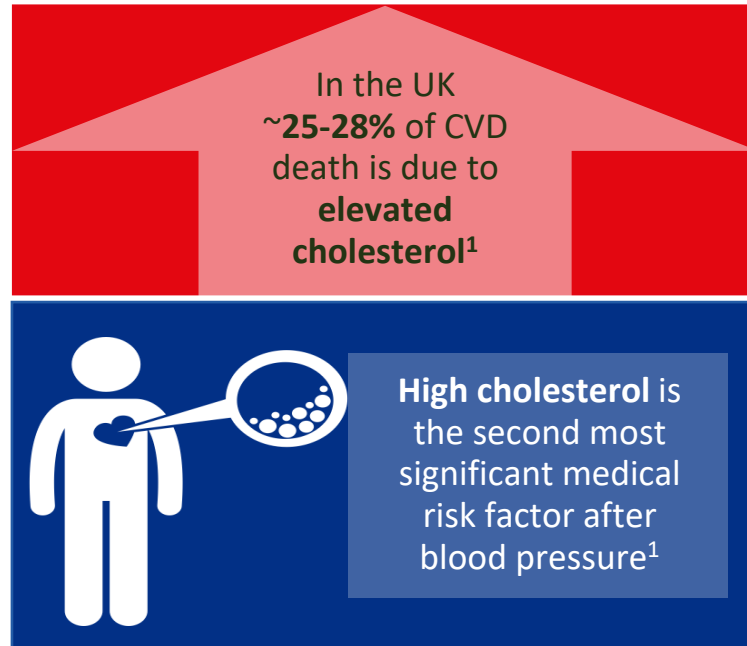 In the UK
~25-28% of CVD
death is due to
elevated
cholesterol¹
High cholesterol is
the second most
significant medical
risk factor after
blood pressure¹